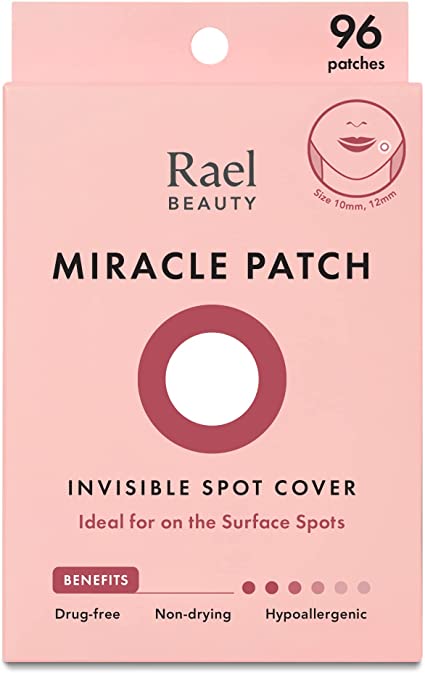 96
patches
Size 10mm, 12mm
Rael
BEAUTY
MIRACLE PATCH
INVISIBLE SPOT COVER
Ideal for on the Surface Spots
BENEFITS
Drug-free Non-drying Hypoallergenic